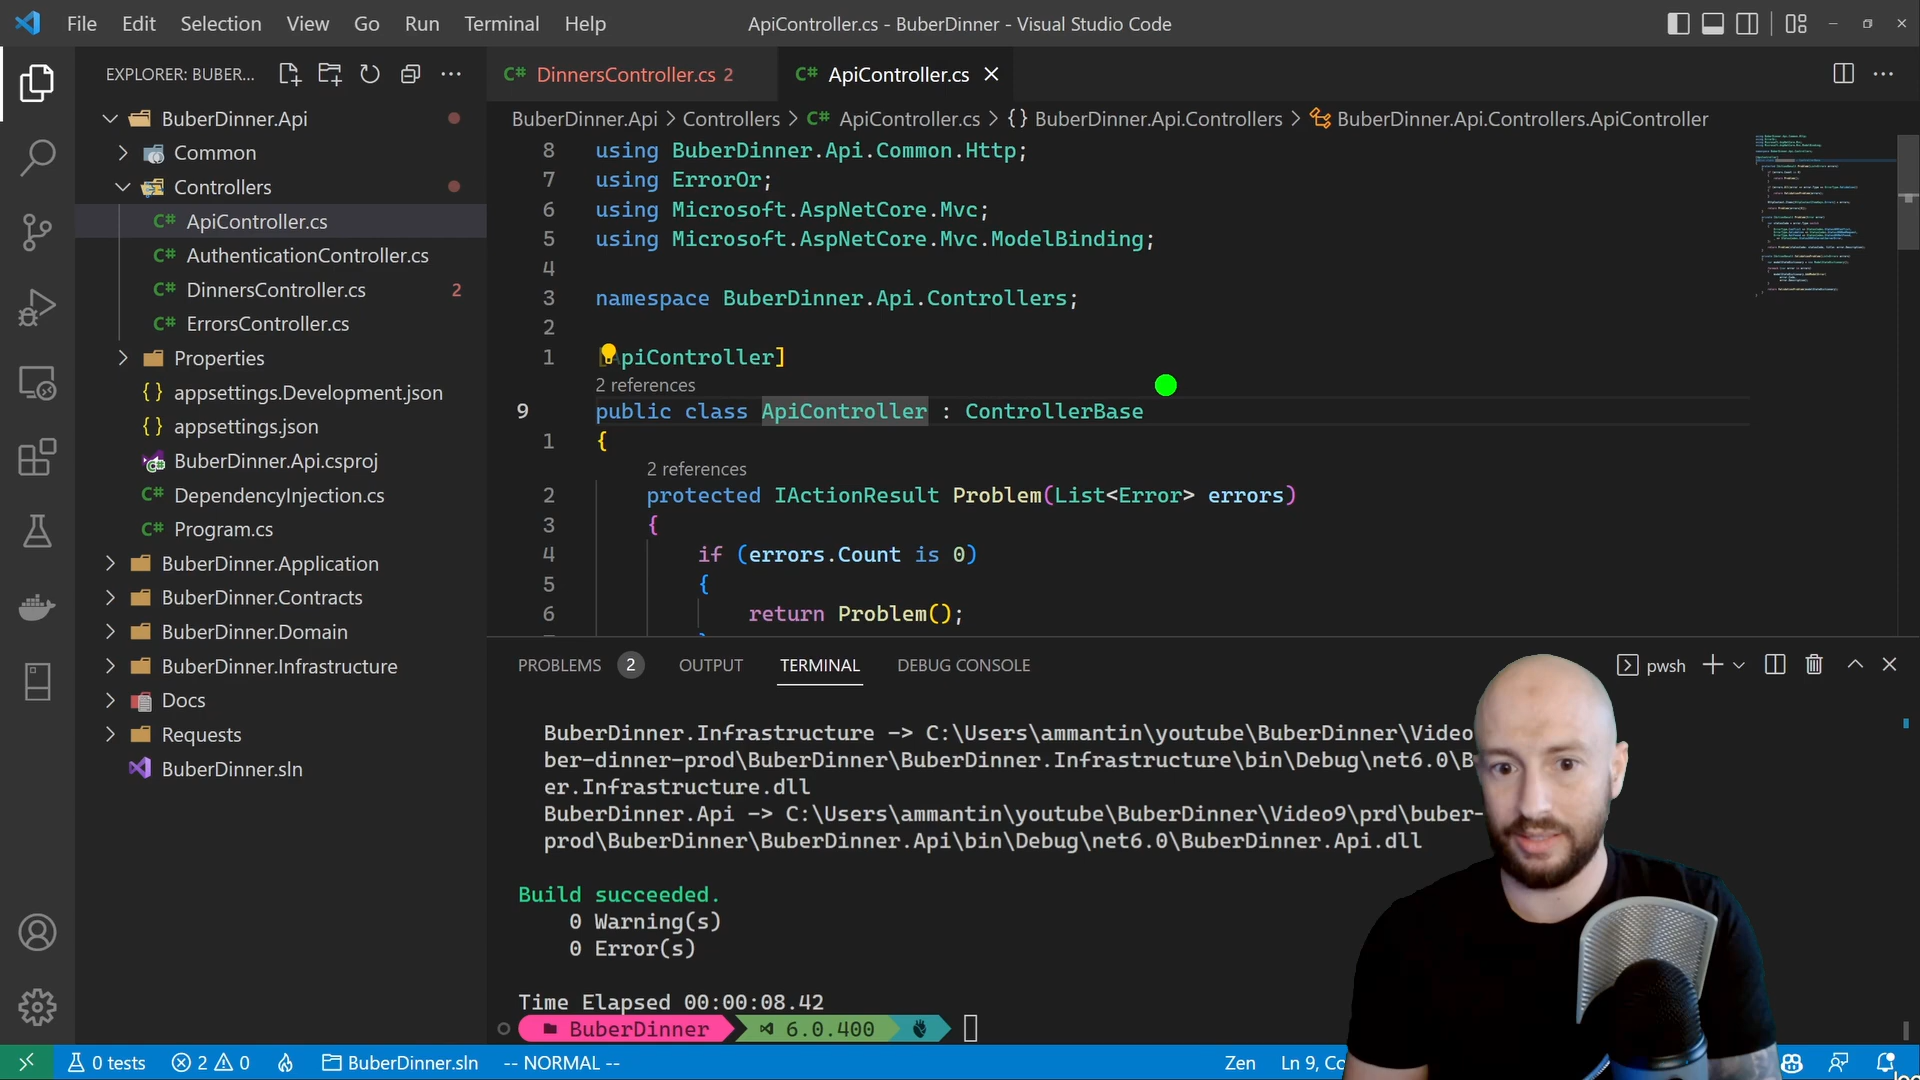 File Edit Selection View Go Run Terminal Help
ApiController.cs - BuberDinner - Visual Studio Code
EXPLORER: BUBER...
BuberDinner.Api
Common
Controllers
C# ApiController.cs
C# AuthenticationController.cs
C# DinnersController.cs 2
C# ErrorsController.cs
Properties
{} appsettings.Development.json
{} appsettings.json
BuberDinner.Api.csproj
C# DependencyInjection.cs
C# Program.cs
BuberDinner.Application
BuberDinner.Contracts
BuberDinner.Domain
BuberDinner.Infrastructure
Docs
Requests
BuberDinner.sln
C# DinnersController.cs 2
C# ApiController.cs
BuberDinner.Api > Controllers > C# ApiController.cs > {} BuberDinner.Api.Controllers > BuberDinner.Api.Controllers.ApiController
8 using BuberDinner.Api.Common.Http;
7 using ErrorOr;
6 using Microsoft.AspNetCore.Mvc;
5 using Microsoft.AspNetCore.Mvc.ModelBinding;
4
3 namespace BuberDinner.Api.Controllers;
2
1 [ApiController]
2 references
9 public class ApiController : ControllerBase
1 {
2 references
2 protected IActionResult Problem(List<Error> errors)
3 {
4 if (errors.Count is 0)
5 {
6 return Problem();
PROBLEMS 2 OUTPUT TERMINAL DEBUG CONSOLE
pwsh
BuberDinner.Infrastructure -> C:\Users\ammantin\youtube\BuberDinner\Video
ber-dinner-prod\BuberDinner\BuberDinner.Infrastructure\bin\Debug\net6.0\B
er.Infrastructure.dll
BuberDinner.Api -> C:\Users\ammantin\youtube\BuberDinner\Video9\prd\buber-
prod\BuberDinner\BuberDinner.Api\bin\Debug\net6.0\BuberDinner.Api.dll
Build succeeded.
0 Warning(s)
0 Error(s)
Time Elapsed 00:00:08.42
BuberDinner 6.0.400
0 tests 2 0 BuberDinner.sln -- NORMAL -- Zen Ln 9, Co